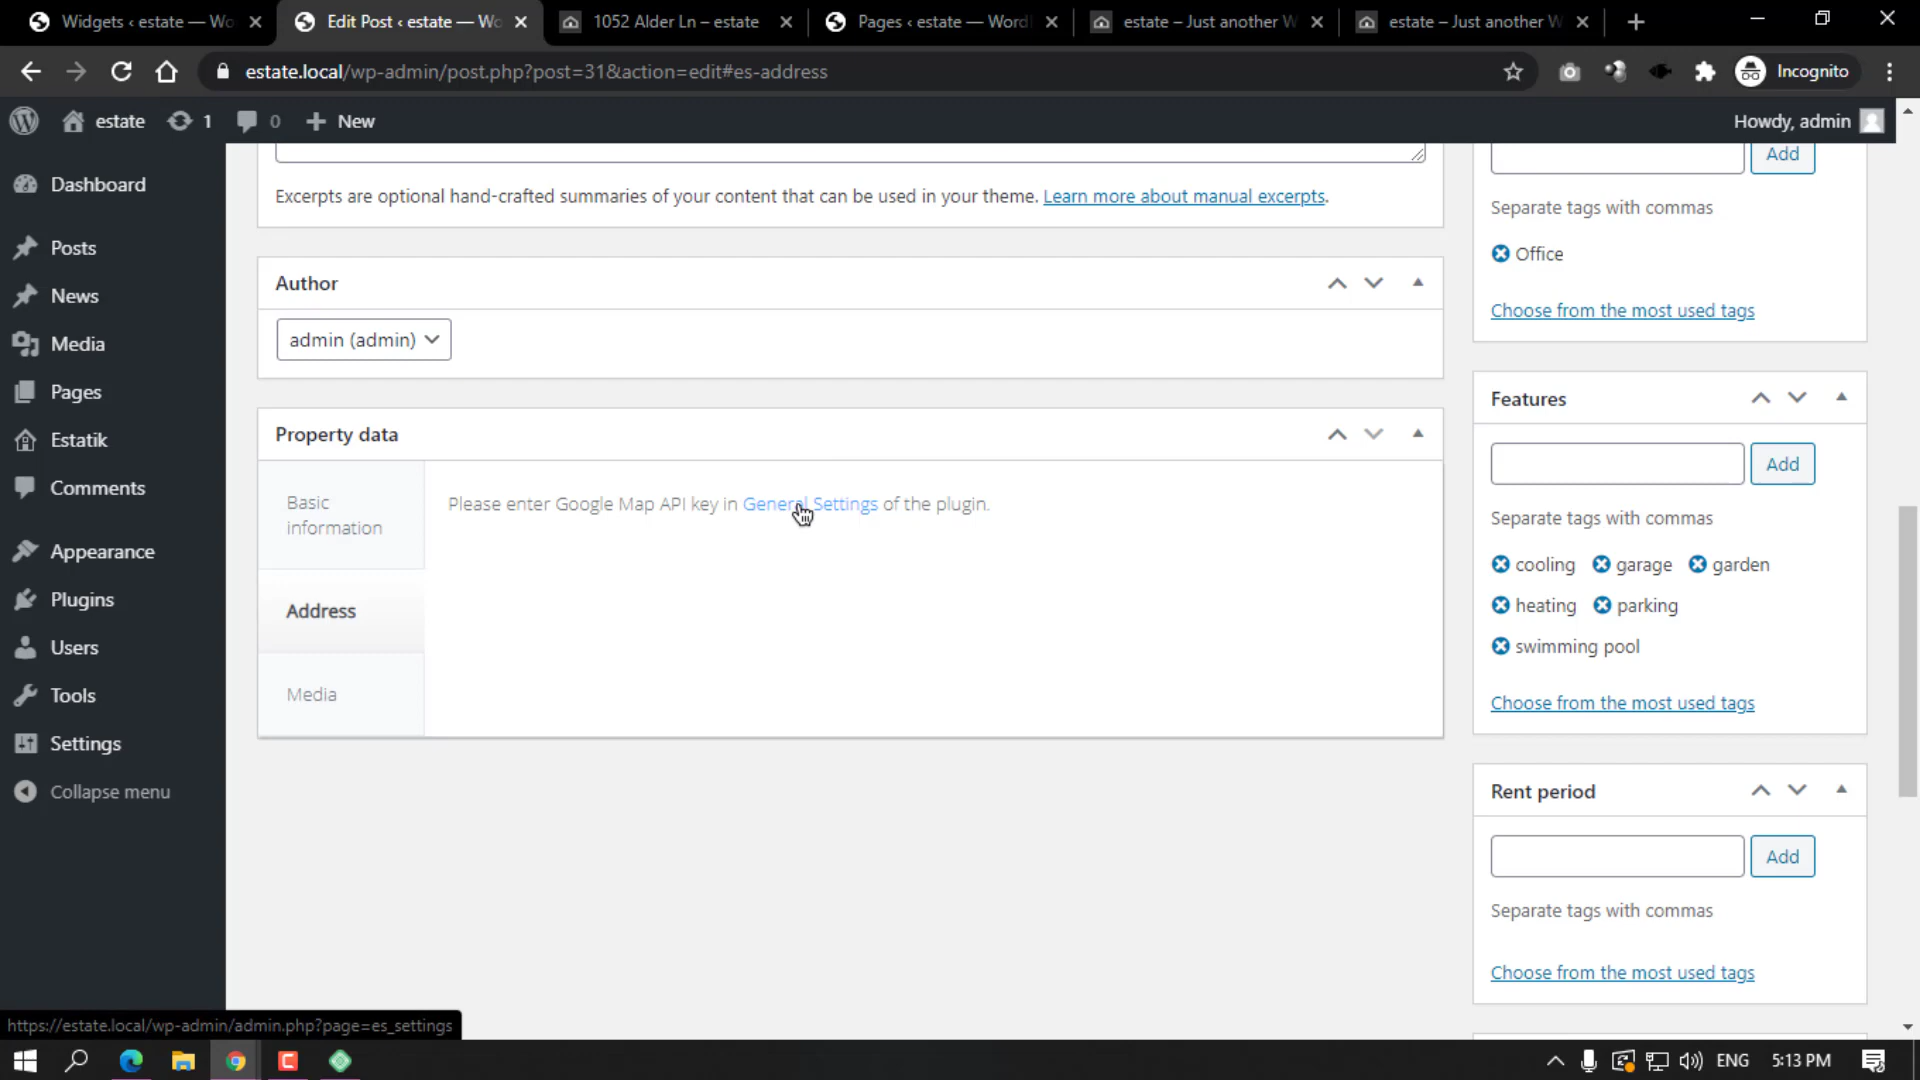 Widgets ‹ estate — Wo
Edit Post ‹ estate — Wo
1052 Alder Ln – estate
Pages ‹ estate — Word
estate – Just another W
estate – Just another W
estate.local/wp-admin/post.php?post=31&action=edit#es-address
Incognito
estate
1
0
New
Howdy, admin
Dashboard
Posts
News
Media
Pages
Estatik
Comments
Appearance
Plugins
Users
Tools
Settings
Collapse menu
Excerpts are optional hand-crafted summaries of your content that can be used in your theme. Learn more about manual excerpts.
Author
admin (admin)
Property data
Basic
information
Address
Media
Please enter Google Map API key in General Settings of the plugin.
Add
Separate tags with commas
Office
Choose from the most used tags
Features
Add
Separate tags with commas
cooling garage garden
heating parking
swimming pool
Choose from the most used tags
Rent period
Add
Separate tags with commas
Choose from the most used tags
https://estate.local/wp-admin/admin.php?page=es_settings
ENG
5:13 PM